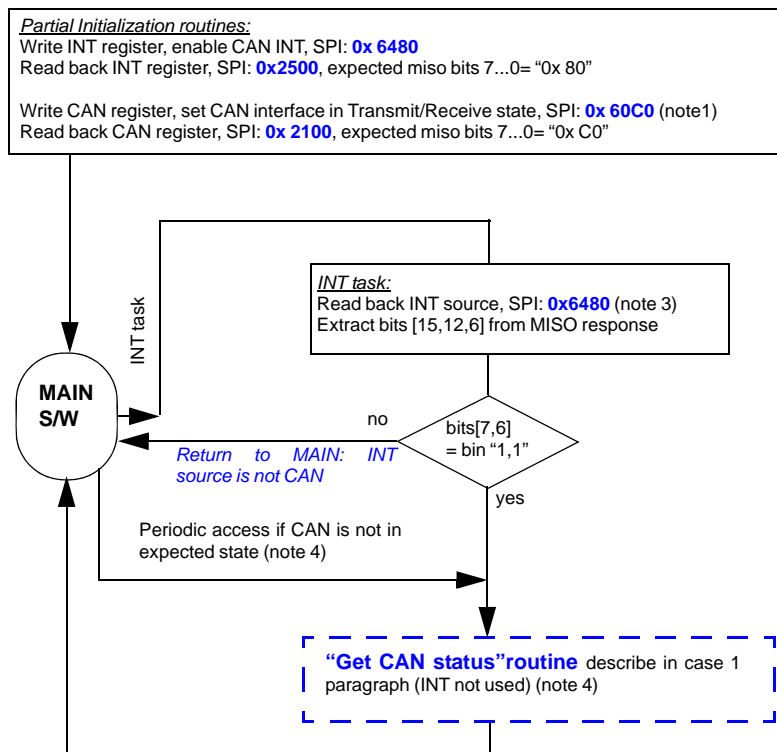 Partial Initialization routines:
Write INT register, enable CAN INT, SPI: 0x 6480
Read back INT register, SPI: 0x2500, expected miso bits 7...0= “0x 80”
Write CAN register, set CAN interface in Transmit/Receive state, SPI: 0x 60C0 (note1)
Read back CAN register, SPI: 0x 2100, expected miso bits 7...0= “0x C0”
INT task
INT task:
Read back INT source, SPI: 0x6480 (note 3)
Extract bits [15,12,6] from MISO response
MAIN
S/W
no
bits[7,6]
= bin “1,1”
Return to MAIN: INT
source is not CAN
yes
Periodic access if CAN is not in
expected state (note 4)
“Get CAN status”routine describe in case 1
paragraph (INT not used) (note 4)